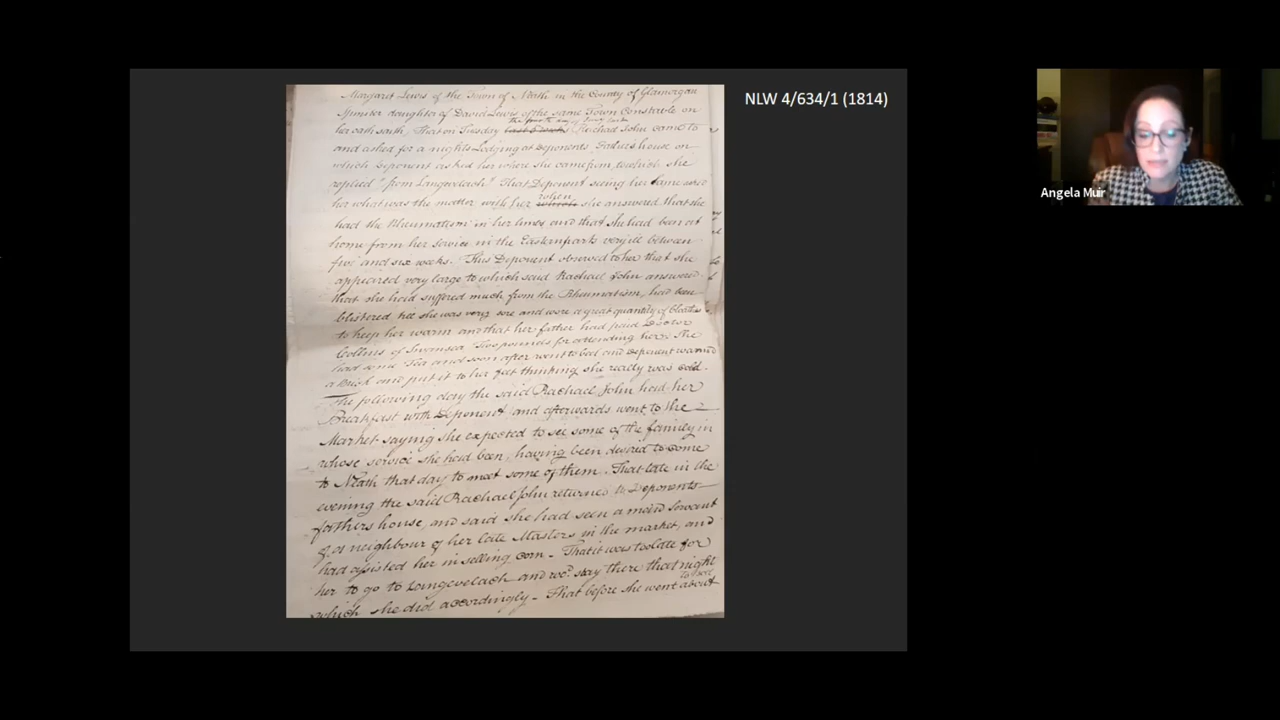 NLW 4/634/1 (1814)
Angela Muir
Margaret Lewis of the Town of Neath in the County of Glamorgan
Spinster daughter of David Lewis of the same Town Constable on
her oath saith, That on Tuesday Rachael John came to
and asked for a nights Lodging at Deponents Fathers house on
which Deponent asked her where she came from, to which she
replied "from Langevelach" That Deponent seeing her lame asked
her what was the matter with her when which she answered that she
had the Rheumatism in her limbs and that she had been at
home from her Service in the Eastern parts very ill between
five and six weeks. This Deponent observed to her that she
appeared very large to which said Rachael John answered
that she had suffered much from the Rheumatism, had been
blistered till she was very sore and wore a great quantity of Cloaths
to keep her warm and that her father had paid Doctor
Collins of Swansea Two pounds for attending her. She
had some Tea and soon after went to bed and Deponent warmed
a Brick and put it to her feet thinking she really was cold.
The following day the said Rachael John had her
Breakfast with Deponent and afterwards went to the
Market saying she expected to see some of the family in
whose service she had been, having been desired to come
to Neath that day to meet some of them. That late in the
evening the said Rachael John returned to Deponents
fathers house, and said she had seen a maid servant
of a neighbour of her late Masters in the market, and
had assisted her in selling corn - That it was too late for
her to go to Langevelach and wod. stay there that night
which she did accordingly - That before she went about